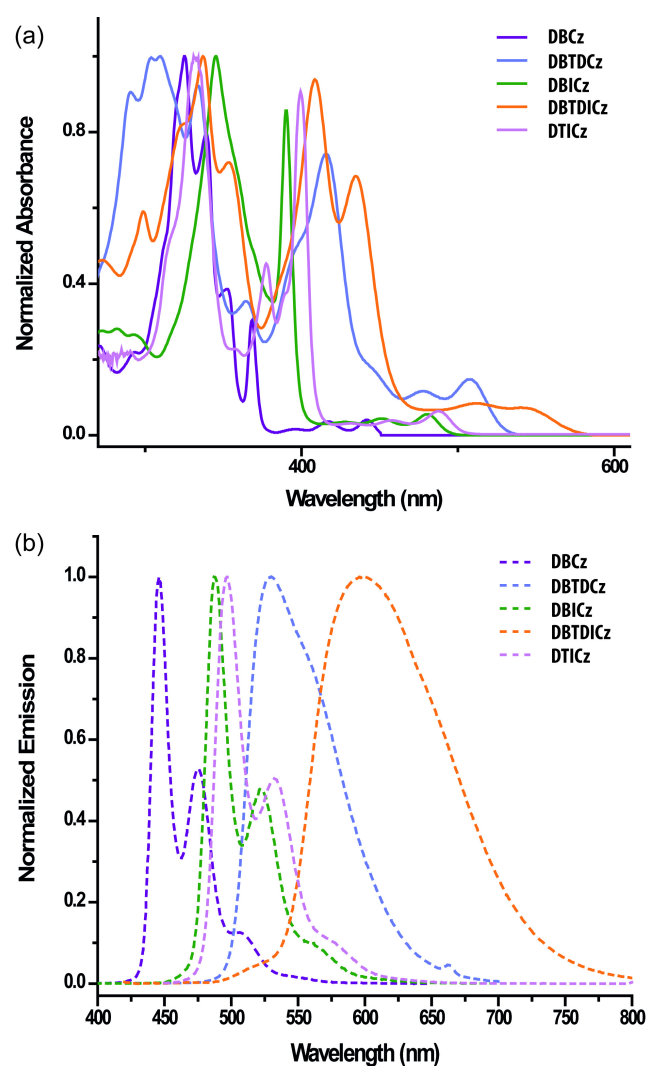 (a)
DBCz
DBTDCz
DBICz
DBTDICz
DTICz
Normalized Absorbance
0.8
0.4
0.0
400
600
Wavelength (nm)
(b)
DBCz
DBTDCz
DBICz
DBTDICz
DTICz
Normalized Emission
1.0
0.8
0.6
0.4
0.2
0.0
400 450 500 550 600 650 700 750 800
Wavelength (nm)